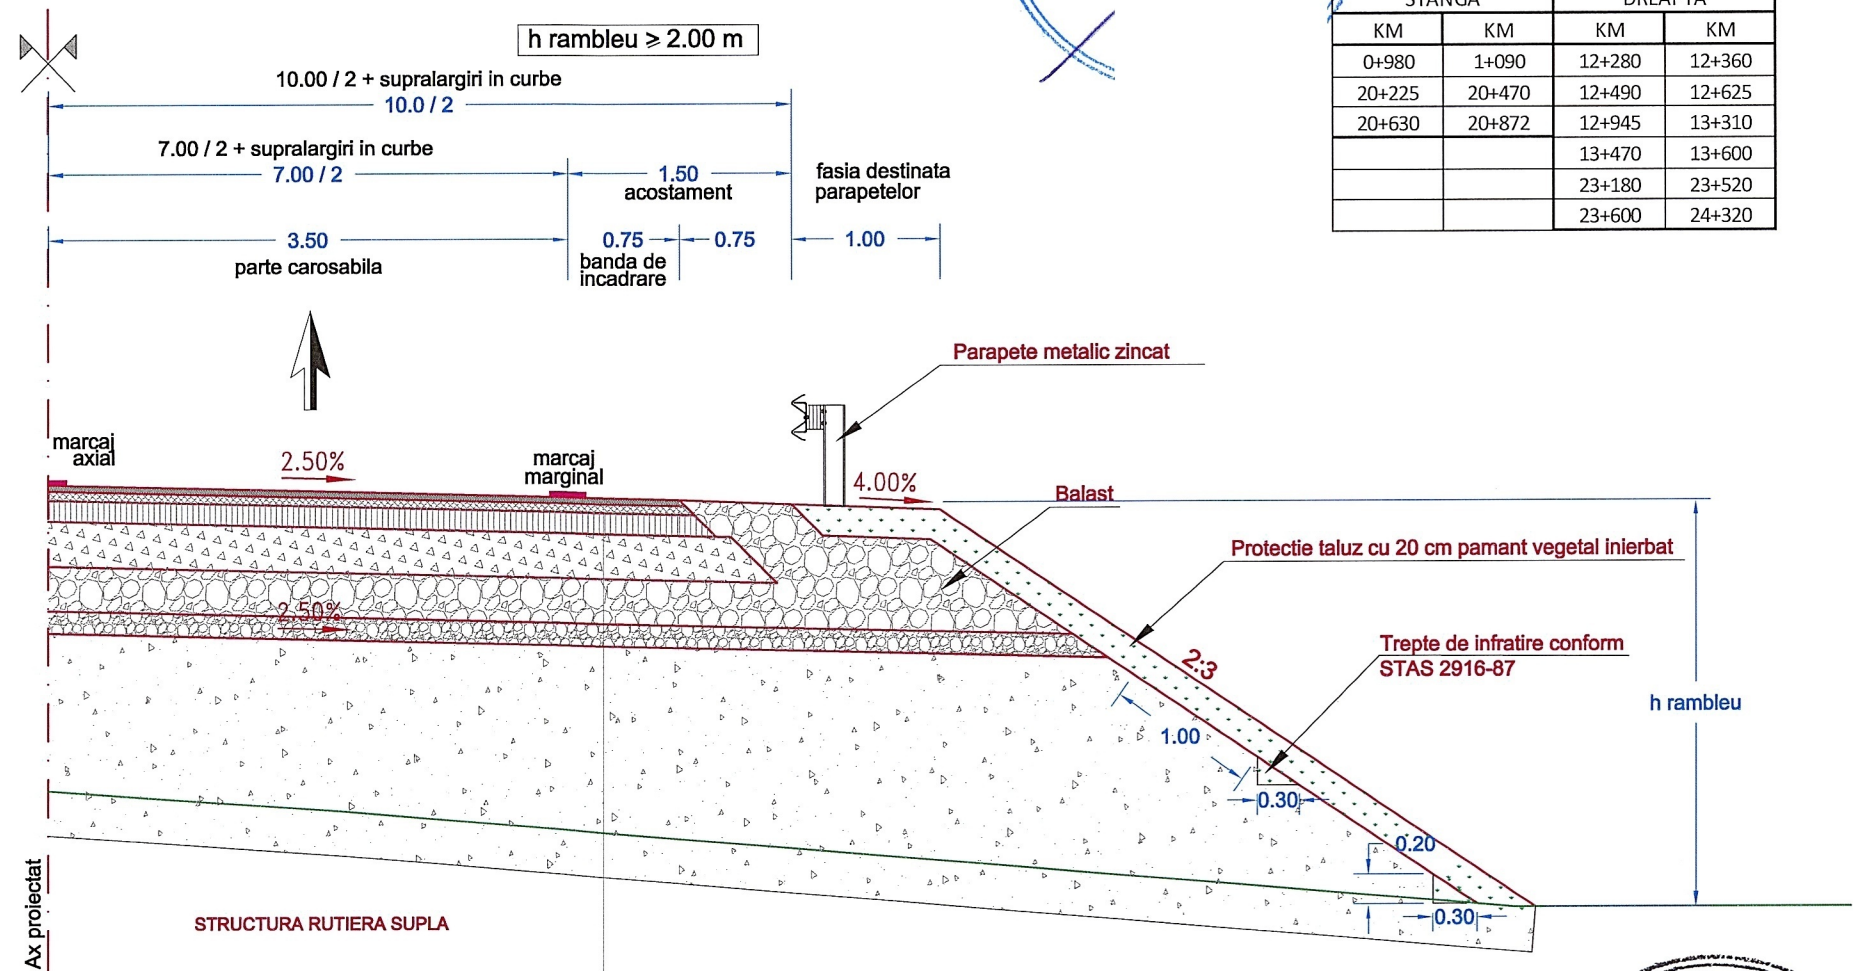 h rambleu ⩾ 2.00 m
10.00 / 2 + supralargiri in curbe
10.0 / 2
7.00 / 2 + supralargiri in curbe
7.00 / 2
1.50
acostament
fasia destinata
parapetelor
3.50
0.75
0.75
1.00
parte carosabila
banda de
incadrare
STANGA DREAPTA
KM KM KM KM
0+980 1+090 12+280 12+360
20+225 20+470 12+490 12+625
20+630 20+872 12+945 13+310
13+470 13+600
23+180 23+520
23+600 24+320
Parapete metalic zincat
marcaj
axial
2.50%
marcaj
marginal
4.00%
Balast
Protectie taluz cu 20 cm pamant vegetal inierbat
2.50%
Trepte de infratire conform
STAS 2916-87
2:3
h rambleu
1.00
0.30
0.20
0.30
Ax proiectat
STRUCTURA RUTIERA SUPLA